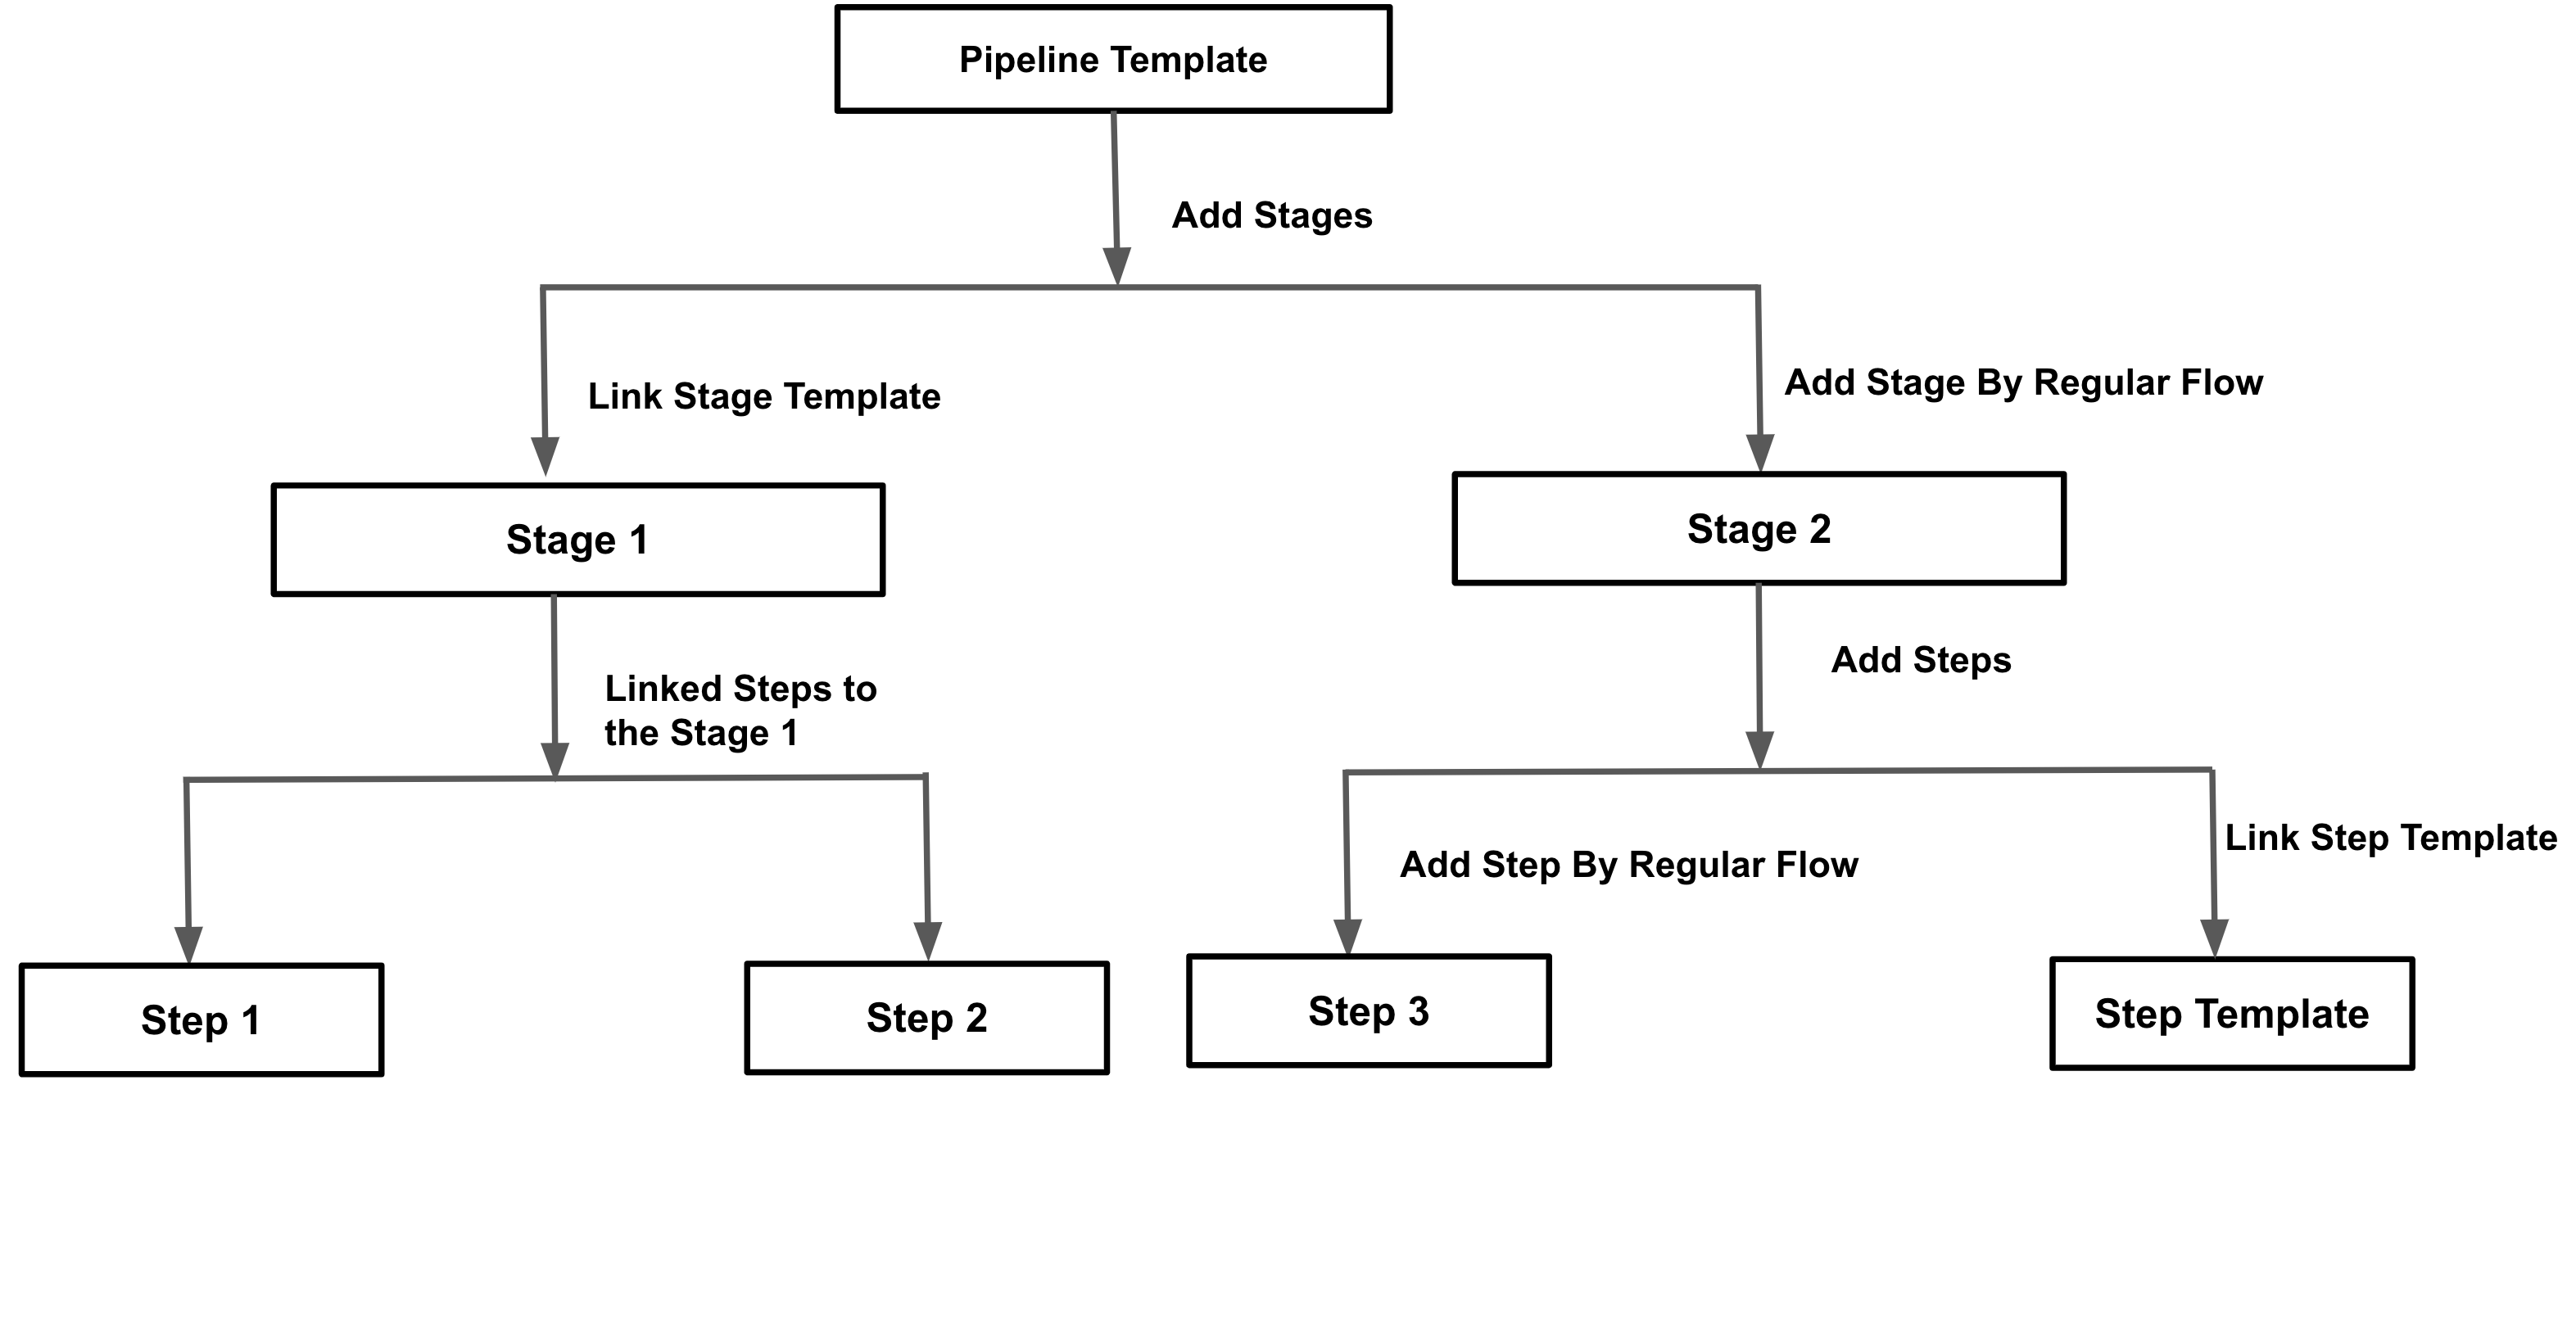 Pipeline Template
Add Stages
Link Stage Template
Add Stage By Regular Flow
Stage 1
Stage 2
Linked Steps to
the Stage 1
Add Steps
Add Step By Regular Flow
Link Step Template
Step 1
Step 2
Step 3
Step Template